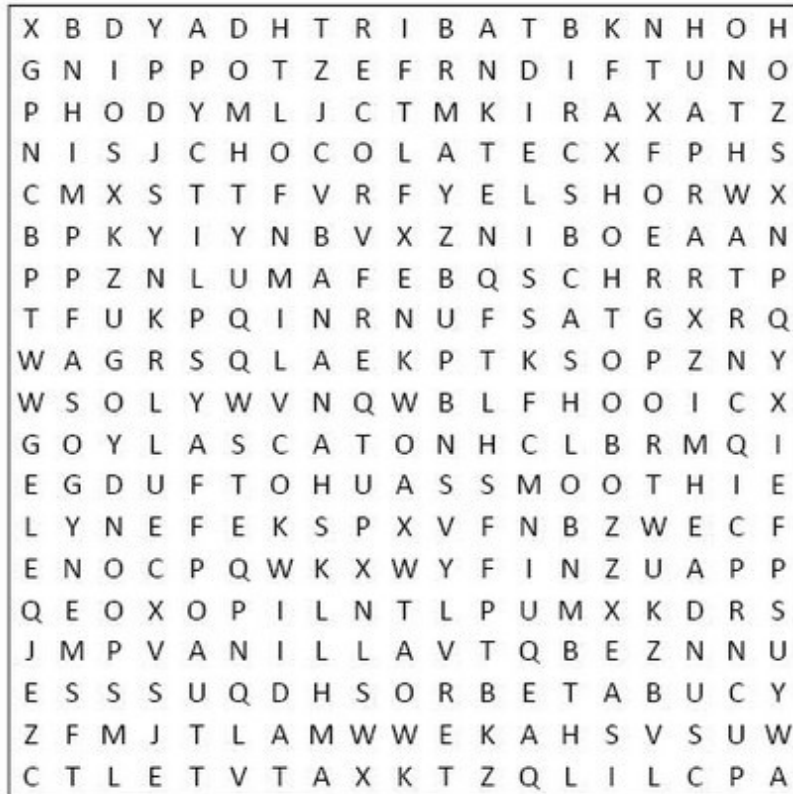 X B D Y A D H T R I B A T B K N H O H
G N I P P O T Z E F R N D I F T U N O
P H O D Y M L J C T M K I R A X A T Z
N I S J C H O C O L A T E C X F P H S
C M X S T T F V R F Y E L S H O R W X
B P K Y I Y N B V X Z N I B O E A A N
P P Z N L U M A F E B Q S C H R R T P
T F U K P Q I N R N U F S A T G X R Q
W A G R S Q L A E K P T K S O P Z N Y
W S O L Y W V N Q W B L F H O O I C X
G O Y L A S C A T O N H C L B R M Q I
E G D U F T O H U A S S M O O T H I E
L Y N E F E K S P X V F N B Z W E C F
E N O C P Q W K X W Y F I N Z U A P P
Q E O X O P I L N T L P U M X K D R S
J M P V A N I L L A V T Q B E Z N N U
E S S S U Q D H S O R B E T A B U C Y
Z F M J T L A M W W E K A H S V S U W
C T L E T V T A X K T Z Q L I L C P A